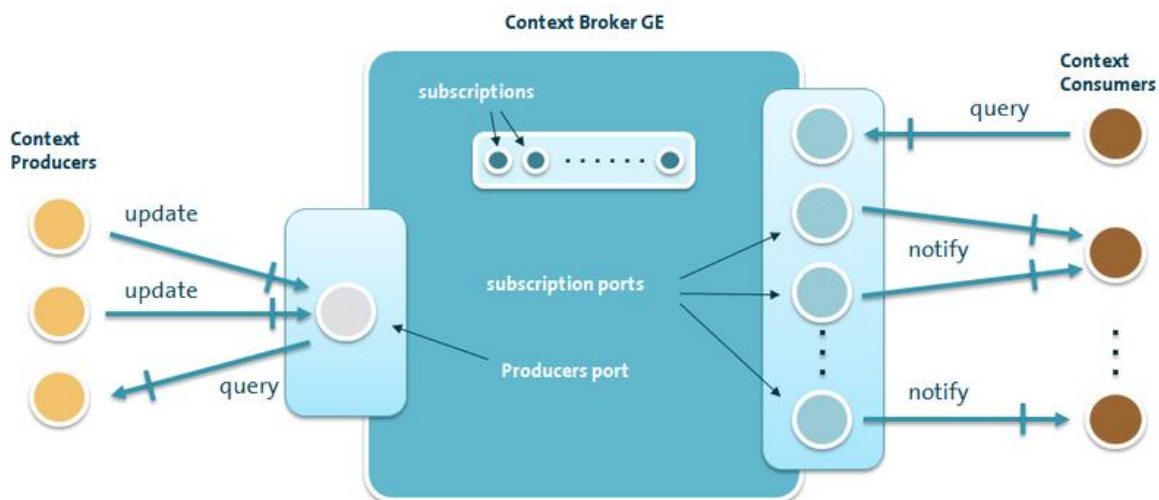 Context Broker GE
subscriptions
Context
Consumers
query
Context
Producers
update
notify
subscription ports
update
Producers port
query
notify